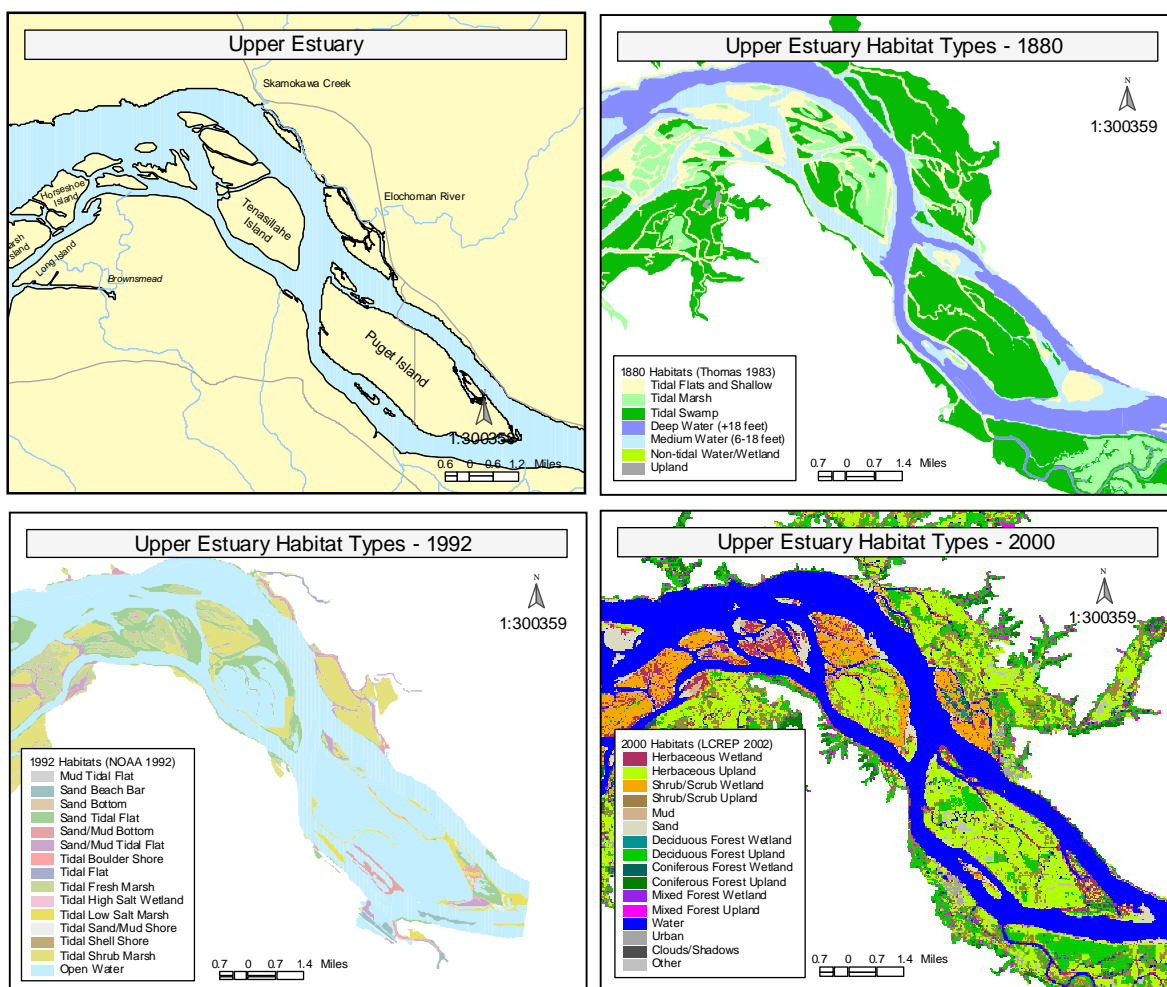 Upper Estuary
Skamokawa Creek
Elochoman River
Horseshoe
Island
Tenasillahe
Island
Island
Long Island
Brownsmead
Puget Island
0.6 0 0.6 1.2 Miles
Upper Estuary Habitat Types - 1880
N
1:300359
1880 Habitats (Thomas 1983)
Tidal Flats and Shallow
Tidal Marsh
Tidal Swamp
Deep Water (+18 feet)
Medium Water (6-18 feet)
Non-tidal Water/Wetland
Upland
0.7 0 0.7 1.4 Miles
Upper Estuary Habitat Types - 1992
N
1:300359
1992 Habitats (NOAA 1992)
Mud Tidal Flat
Sand Beach Bar
Sand Bottom
Sand Tidal Flat
Sand/Mud Bottom
Sand/Mud Tidal Flat
Tidal Boulder Shore
Tidal Flat
Tidal Fresh Marsh
Tidal High Salt Wetland
Tidal Low Salt Marsh
Tidal Sand/Mud Shore
Tidal Shell Shore
Tidal Shrub Marsh
Open Water
0.7 0 0.7 1.4 Miles
Upper Estuary Habitat Types - 2000
N
1:300359
2000 Habitats (LCREP 2002)
Herbaceous Wetland
Herbaceous Upland
Shrub/Scrub Wetland
Shrub/Scrub Upland
Mud
Sand
Deciduous Forest Wetland
Deciduous Forest Upland
Coniferous Forest Wetland
Coniferous Forest Upland
Mixed Forest Wetland
Mixed Forest Upland
Water
Urban
Clouds/Shadows
Other
0.7 0 0.7 1.4 Miles